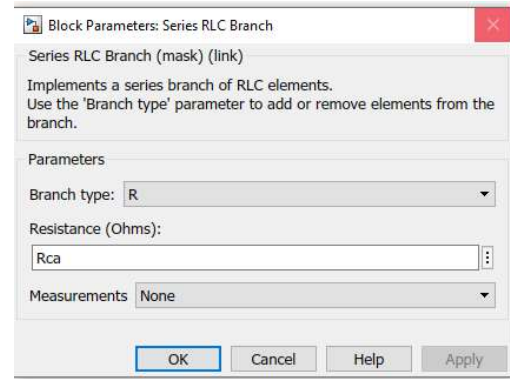 Block Parameters: Series RLC Branch
Series RLC Branch (mask) (link)
Implements a series branch of RLC elements.
Use the 'Branch type' parameter to add or remove elements from the
branch.
Parameters
Branch type: R
Resistance (Ohms):
Rca
Measurements None
OK Cancel Help Apply